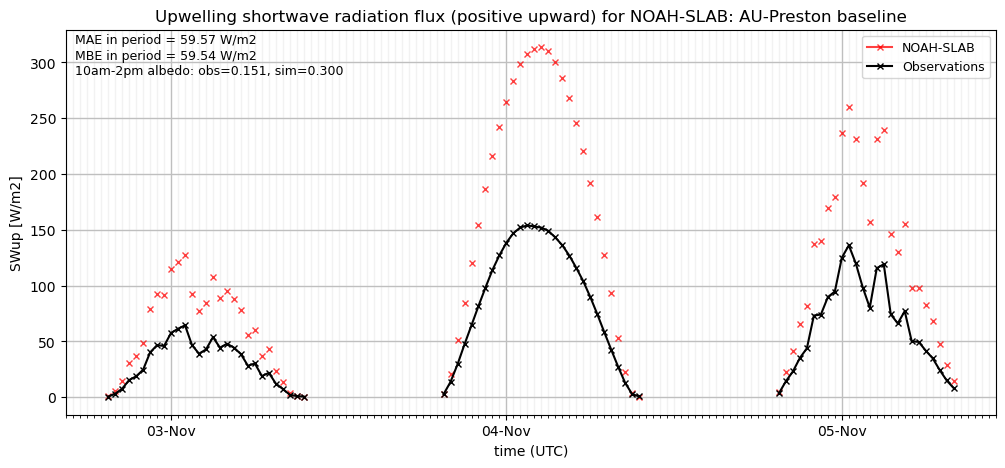 Upwelling shortwave radiation flux (positive upward) for NOAH-SLAB: AU-Preston baseline
MAE in period = 59.57 W/m2
MBE in period = 59.54 W/m2
10am-2pm albedo: obs=0.151, sim=0.300
NOAH-SLAB
Observations
SWup [W/m2]
300
250
200
150
100
50
0
03-Nov
04-Nov
05-Nov
time (UTC)